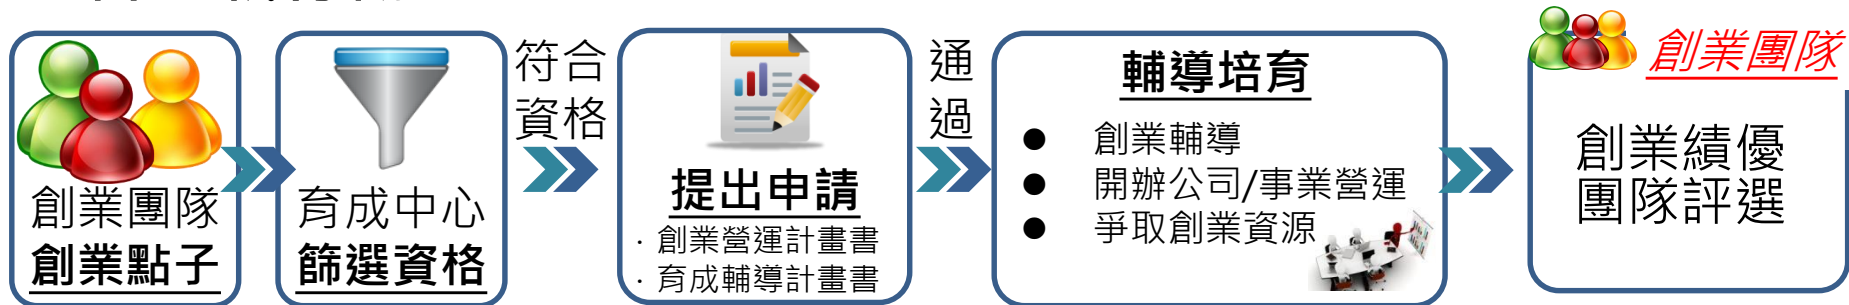 創業團隊
創業點子
育成中心
篩選資格
符合
資格
提出申請
· 創業營運計畫書
· 育成輔導計畫書
通
過
輔導培育
● 創業輔導
● 開辦公司/事業營運
● 爭取創業資源
創業團隊
創業績優
團隊評選